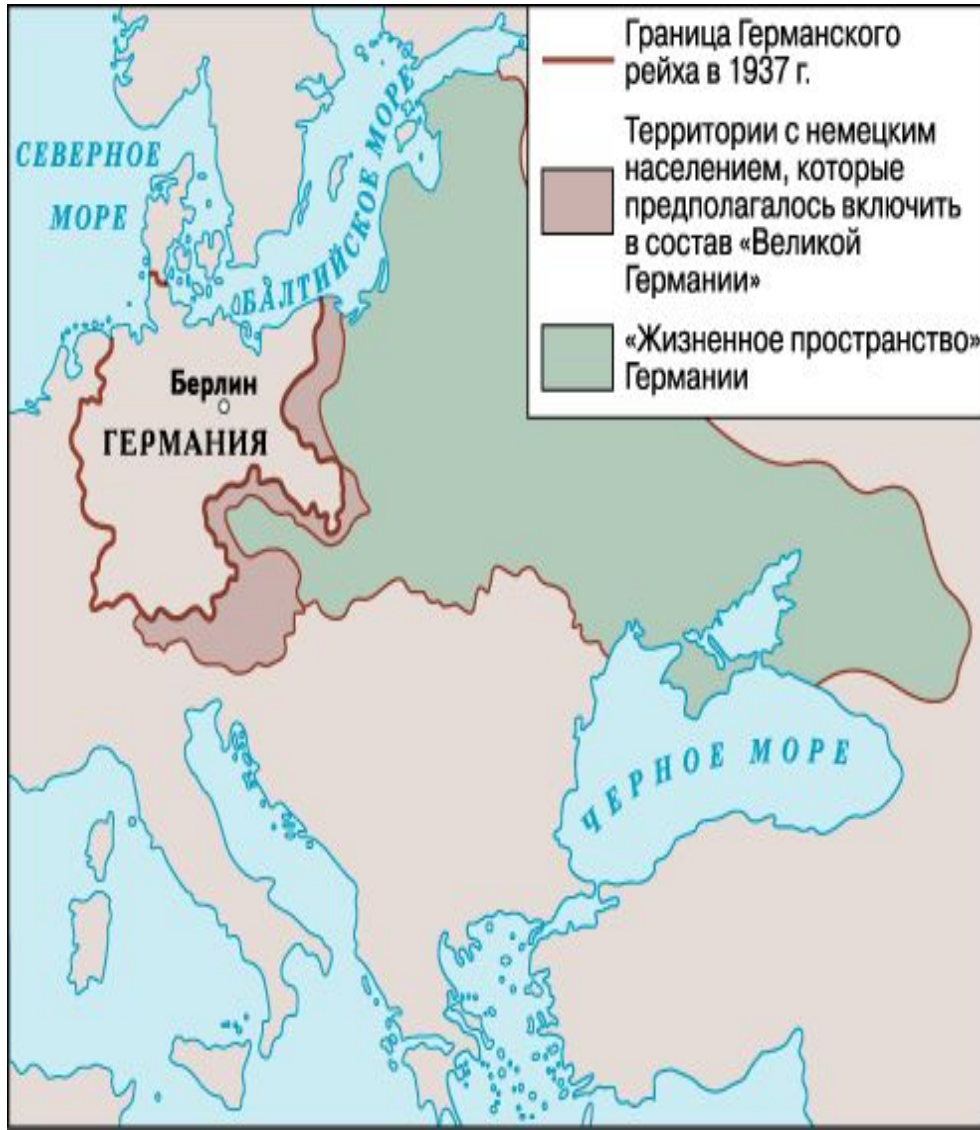 Граница Германского
рейха в 1937 г.
Территории с немецким
населением, которые
предполагалось включить
в состав «Великой
Германии»
«Жизненное пространство»
Германии
СЕВЕРНОЕ
МОРЕ
БАЛТИЙСКОЕ МОРЕ
Берлин
ГЕРМАНИЯ
ЧЕРНОЕ МОРЕ